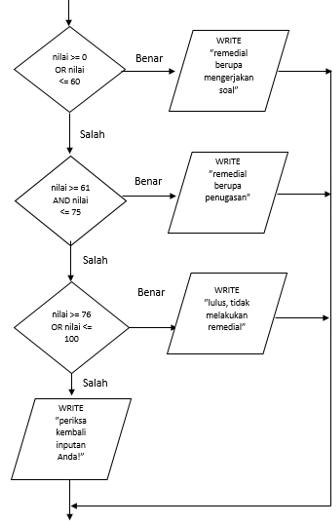 nilai >= 0
OR nilai
<= 60
Benar
WRITE
"remedial
berupa
mengerjakan
soal"
Salah
nilai >= 61
AND nilai
<= 75
Benar
WRITE
"remedial
berupa
penugasan"
Salah
nilai >= 76
OR nilai <=
100
Benar
WRITE
"lulus, tidak
melakukan
remedial"
Salah
WRITE
"periksa
kembali
inputan
Anda!"